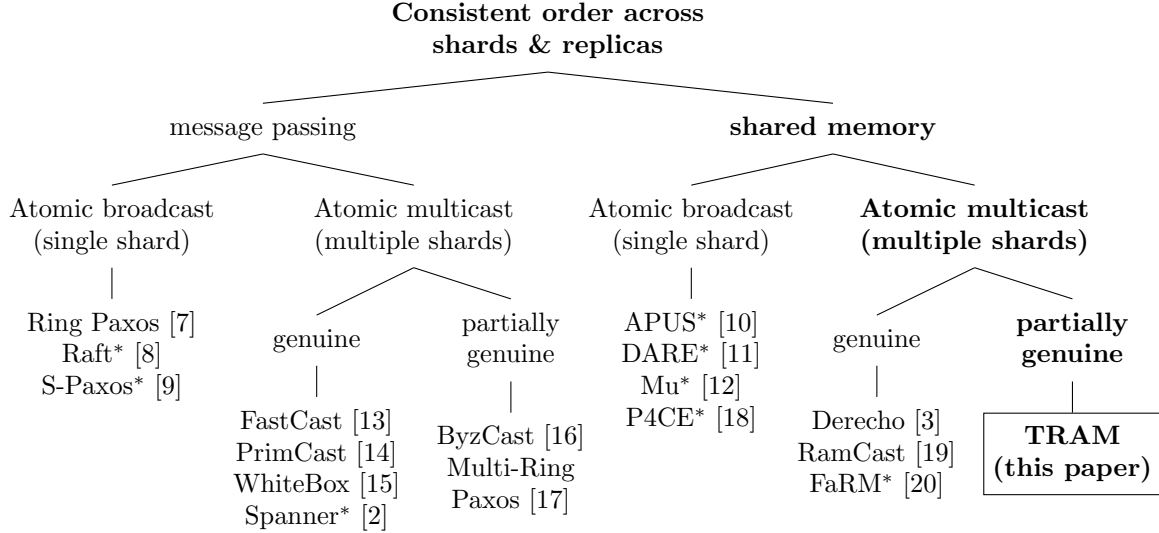 Consistent order across
shards & replicas
message passing
shared memory
Atomic broadcast
(single shard)
Atomic multicast
(multiple shards)
Atomic broadcast
(single shard)
Atomic multicast
(multiple shards)
Ring Paxos [7]
Raft* [8]
S-Paxos* [9]
genuine
partially
genuine
APUS* [10]
DARE* [11]
Mu* [12]
P4CE* [18]
genuine
partially
genuine
FastCast [13]
PrimCast [14]
WhiteBox [15]
Spanner* [2]
ByzCast [16]
Multi-Ring
Paxos [17]
Derecho [3]
RamCast [19]
FaRM* [20]
TRAM
(this paper)